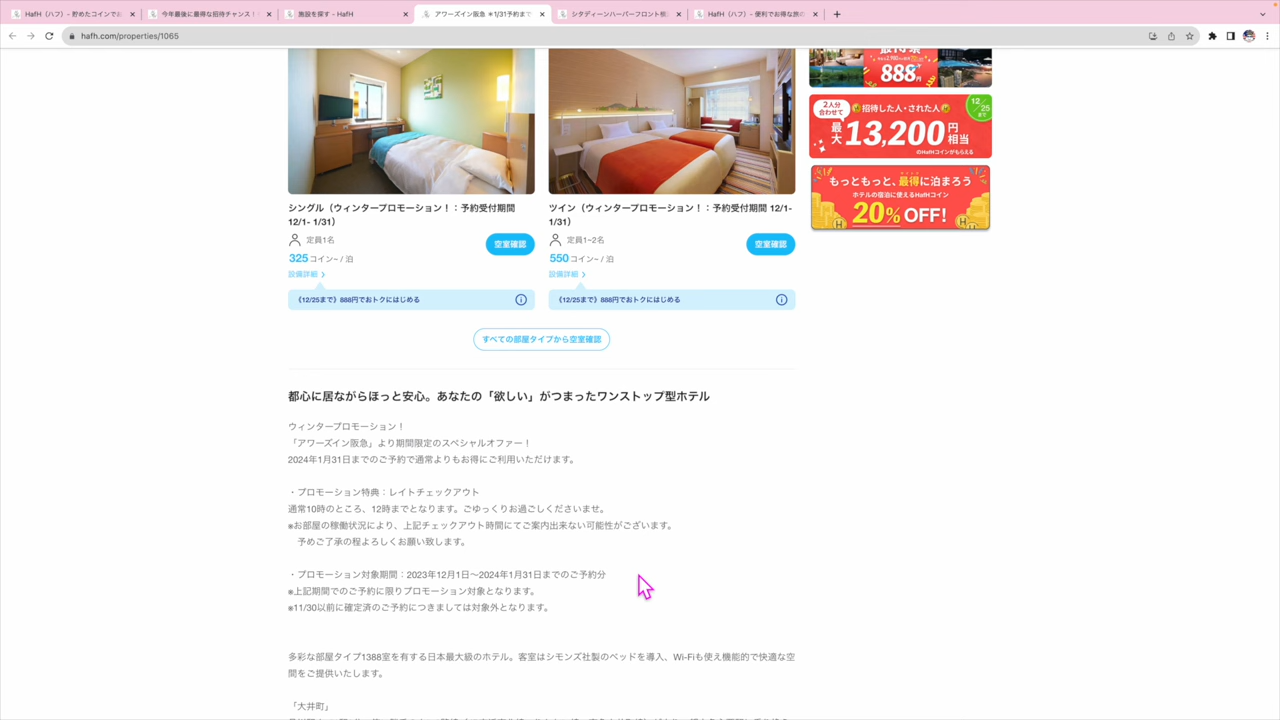 HafH（ハフ）- 貯めたコインでお
今年最後に最得な招待チャンス！
施設を探す - HafH
アワーズイン阪急 ＊1/31予約まで
シタディーンハーバーフロント横
HafH（ハフ）- 便利でお得な旅の
hafh.com/properties/1065
888円
2人分
合わせて
招待した人・された人
12/25
まで
最大13,200円相当
のHafHコインがもらえる
もっともっと、最得に泊まろう
ホテルの宿泊に使えるHafHコイン
20% OFF!
シングル（ウィンタープロモーション！：予約受付期間
12/1- 1/31）
定員1名
空室確認
325 コイン~ / 泊
設備詳細
《12/25まで》888円でおトクにはじめる
ツイン（ウィンタープロモーション！：予約受付期間 12/1-
1/31）
定員1~2名
空室確認
550 コイン~ / 泊
設備詳細
《12/25まで》888円でおトクにはじめる
すべての部屋タイプから空室確認
都心に居ながらほっと安心。あなたの「欲しい」がつまったワンストップ型ホテル
ウィンタープロモーション！
「アワーズイン阪急」より期間限定のスペシャルオファー！
2024年1月31日までのご予約で通常よりもお得にご利用いただけます。
・プロモーション特典：レイトチェックアウト
通常10時のところ、12時までとなります。ごゆっくりお過ごしくださいませ。
※お部屋の稼働状況により、上記チェックアウト時間にてご案内出来ない可能性がございます。
予めご了承の程よろしくお願い致します。
・プロモーション対象期間：2023年12月1日〜2024年1月31日までのご予約分
※上記期間でのご予約に限りプロモーション対象となります。
※11/30以前に確定済のご予約につきましては対象外となります。
多彩な部屋タイプ1388室を有する日本最大級のホテル。客室はシモンズ社製のベッドを導入、Wi-Fiも使え機能的で快適な空
間をご提供いたします。
「大井町」